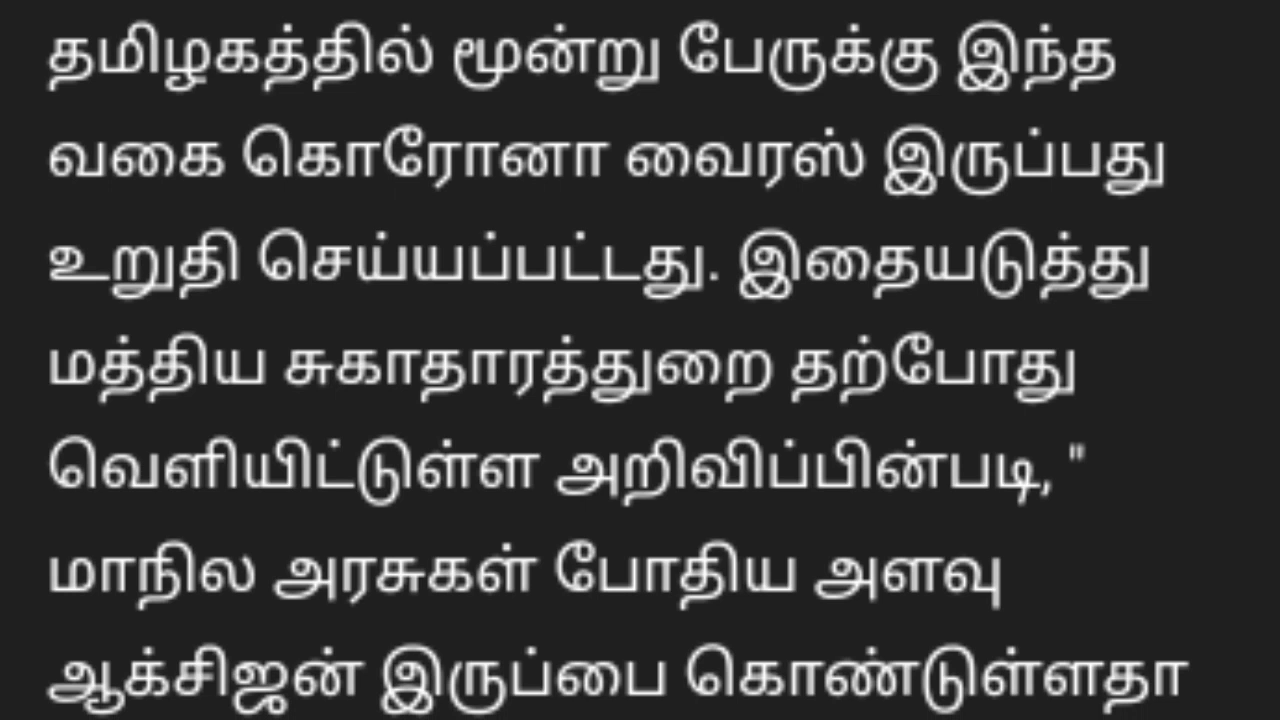 தமிழகத்தில் மூன்று பேருக்கு இந்த
வகை கொரோனா வைரஸ் இருப்பது
உறுதி செய்யப்பட்டது. இதையடுத்து
மத்திய சுகாதாரத்துறை தற்போது
வெளியிட்டுள்ள அறிவிப்பின்படி, "
மாநில அரசுகள் போதிய அளவு
ஆக்சிஜன் இருப்பை கொண்டுள்ளதா